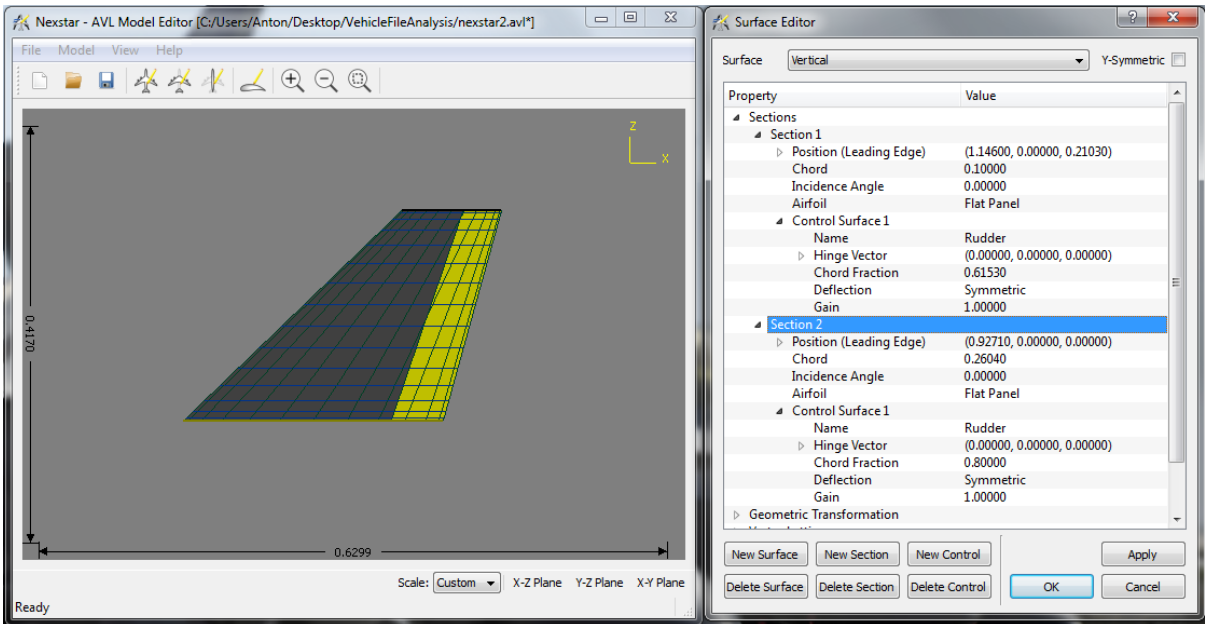 Nexstar - AVL Model Editor [C:/Users/Anton/Desktop/VehicleFileAnalysis/nexstar2.avl*]
File Model View Help
Z
X
0.4170
0.6299
Scale: Custom X-Z Plane Y-Z Plane X-Y Plane
Ready
Surface Editor
Surface Vertical Y-Symmetric
Property Value
Sections
Section 1
Position (Leading Edge) (1.14600, 0.00000, 0.21030)
Chord 0.10000
Incidence Angle 0.00000
Airfoil Flat Panel
Control Surface 1
Name Rudder
Hinge Vector (0.00000, 0.00000, 0.00000)
Chord Fraction 0.61530
Deflection Symmetric
Gain 1.00000
Section 2
Position (Leading Edge) (0.92710, 0.00000, 0.00000)
Chord 0.26040
Incidence Angle 0.00000
Airfoil Flat Panel
Control Surface 1
Name Rudder
Hinge Vector (0.00000, 0.00000, 0.00000)
Chord Fraction 0.80000
Deflection Symmetric
Gain 1.00000
Geometric Transformation
New Surface New Section New Control Apply
Delete Surface Delete Section Delete Control OK Cancel